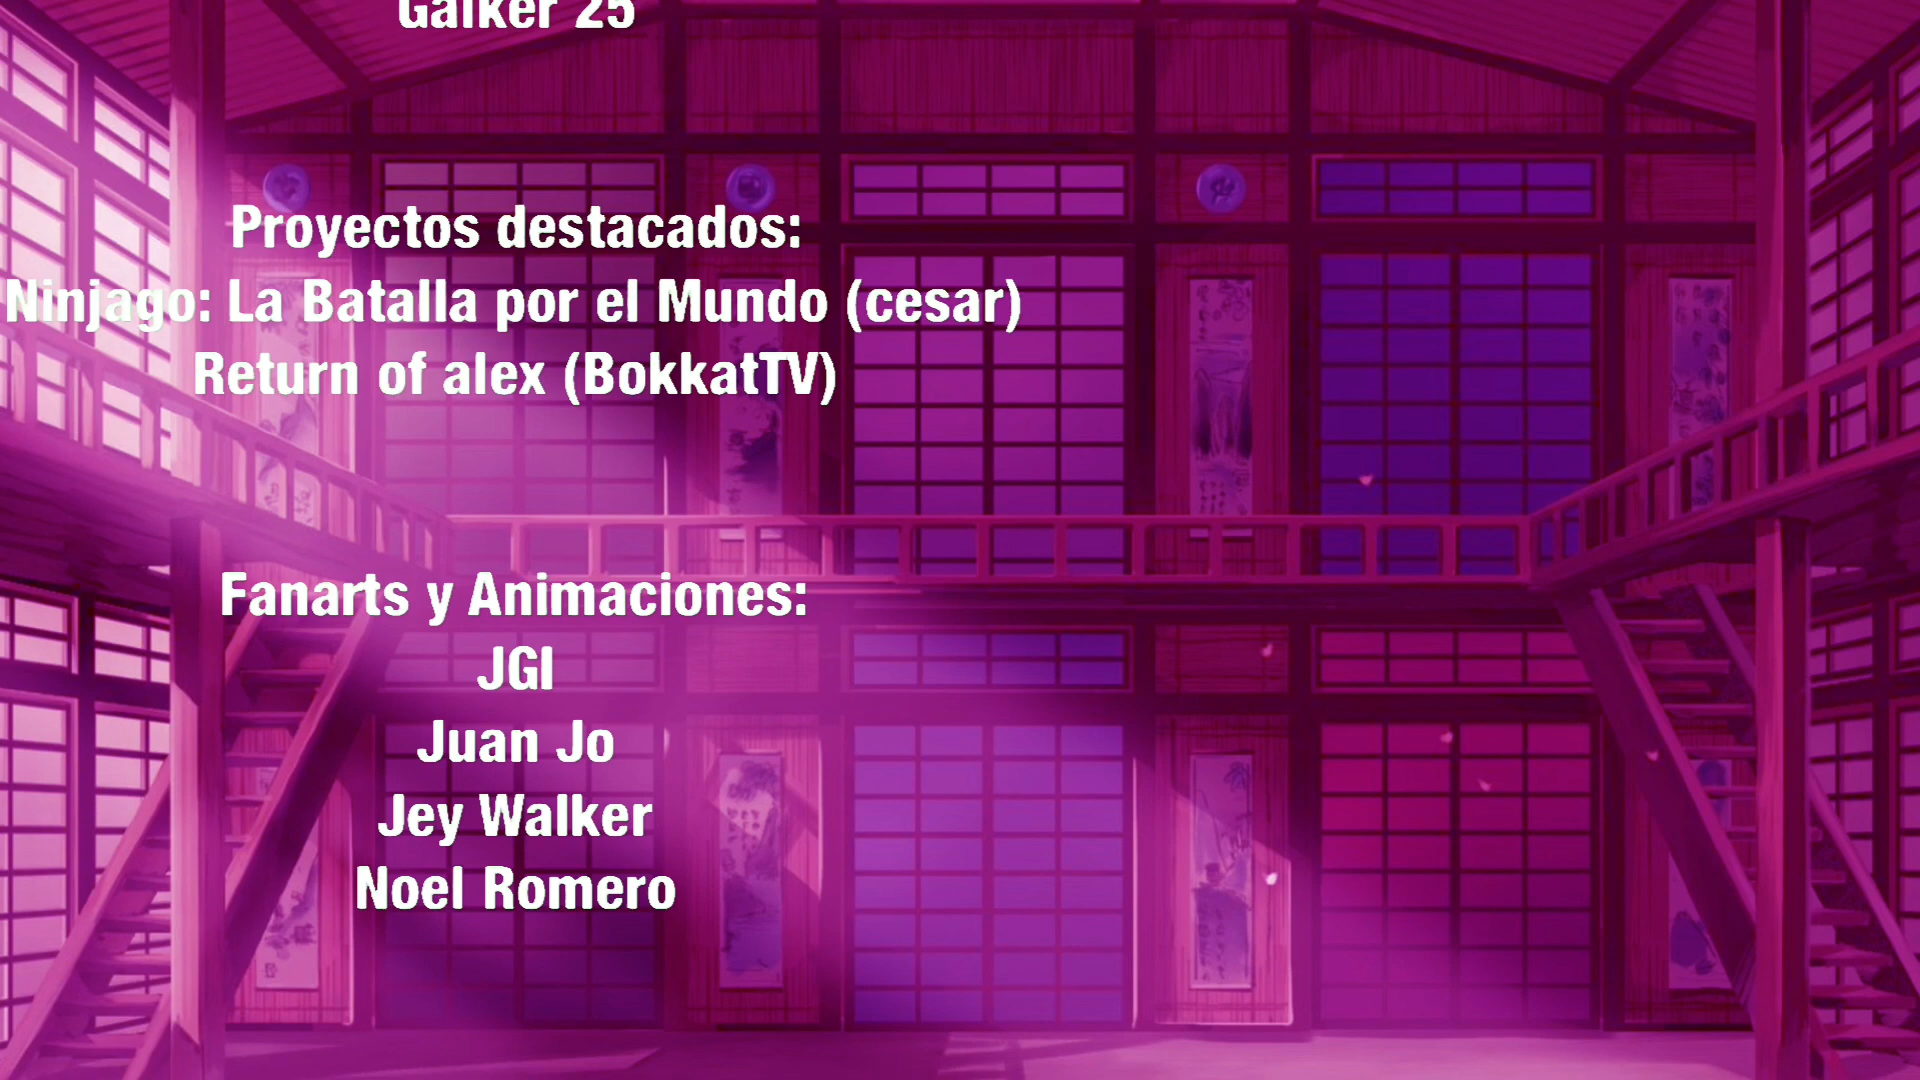 Galker 25
Proyectos destacados:
Ninjago: La Batalla por el Mundo (cesar)
Return of alex (BokkatTV)
Fanarts y Animaciones:
JGI
Juan Jo
Jey Walker
Noel Romero